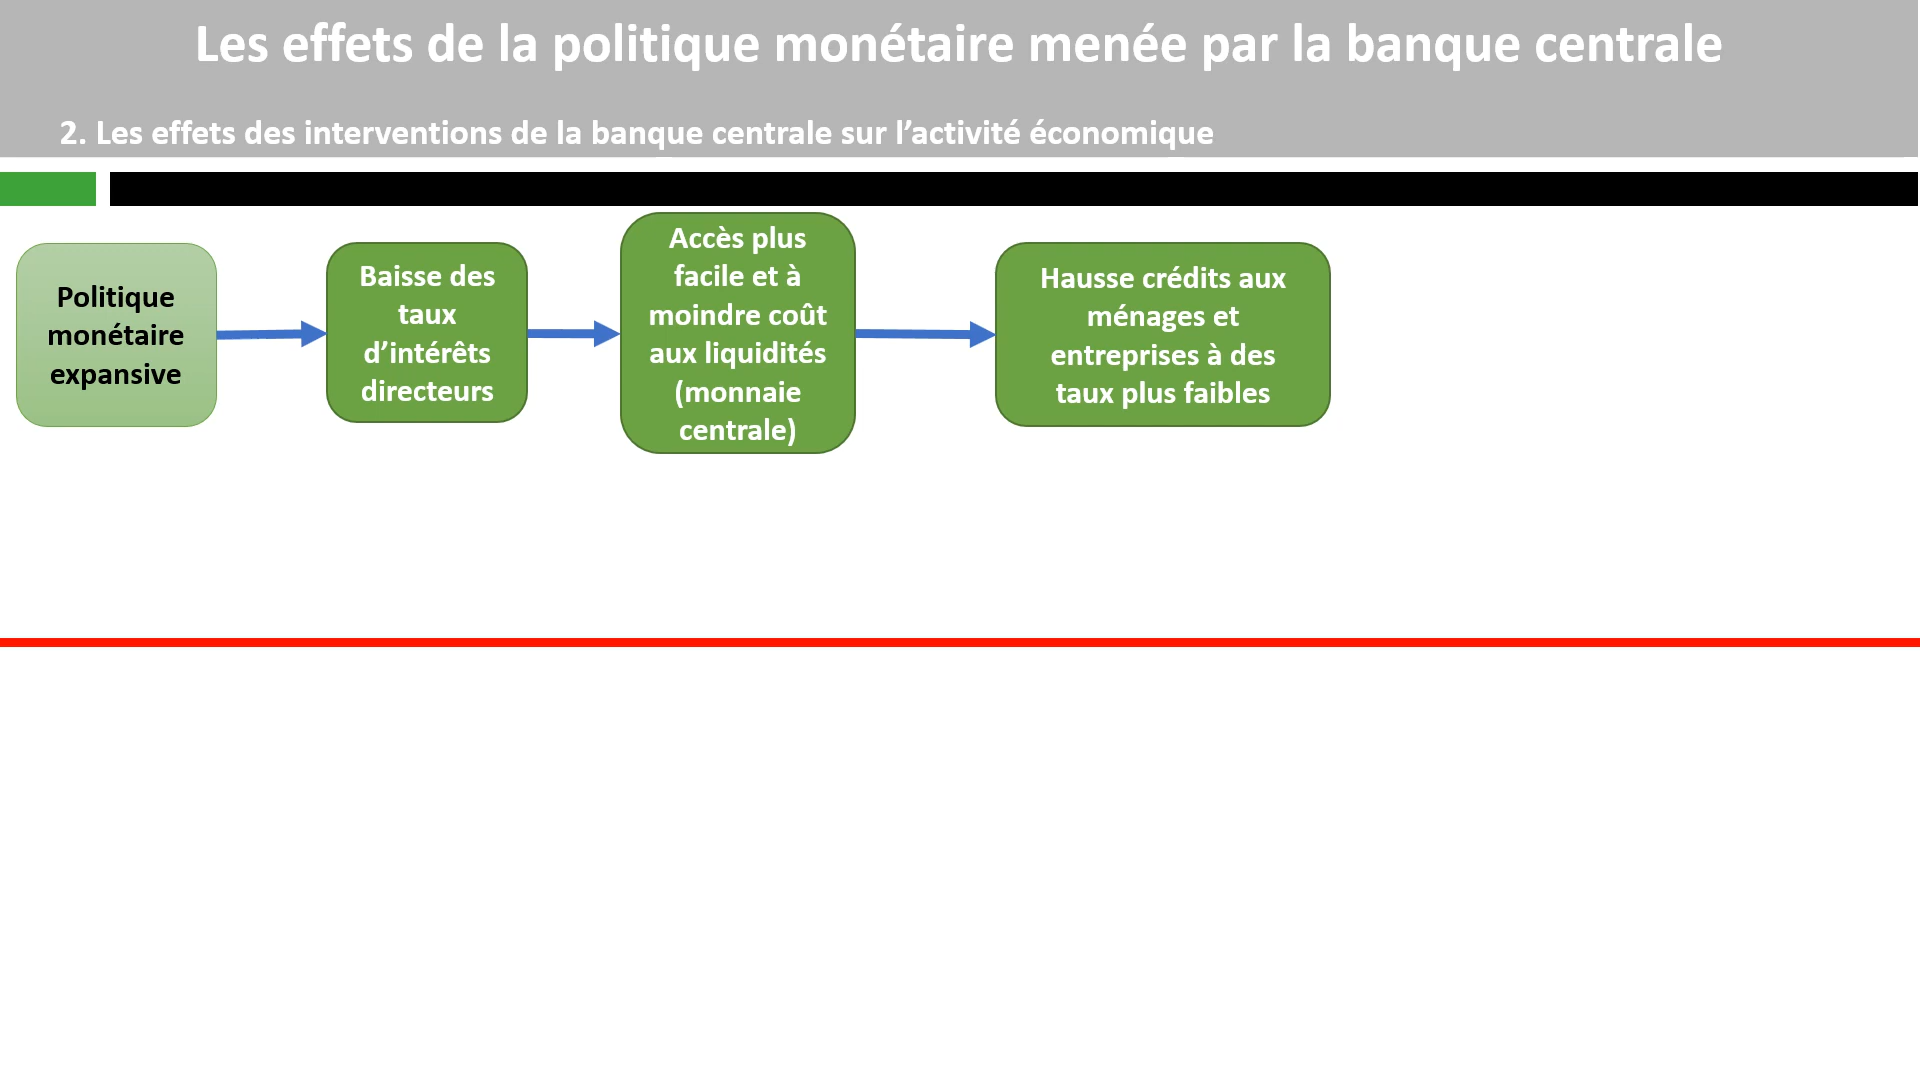 Les effets de la politique monétaire menée par la banque centrale
2. Les effets des interventions de la banque centrale sur l’activité économique
Politique
monétaire
expansive
Baisse des
taux
d’intérêts
directeurs
Accès plus
facile et à
moindre coût
aux liquidités
(monnaie
centrale)
Hausse crédits aux
ménages et
entreprises à des
taux plus faibles